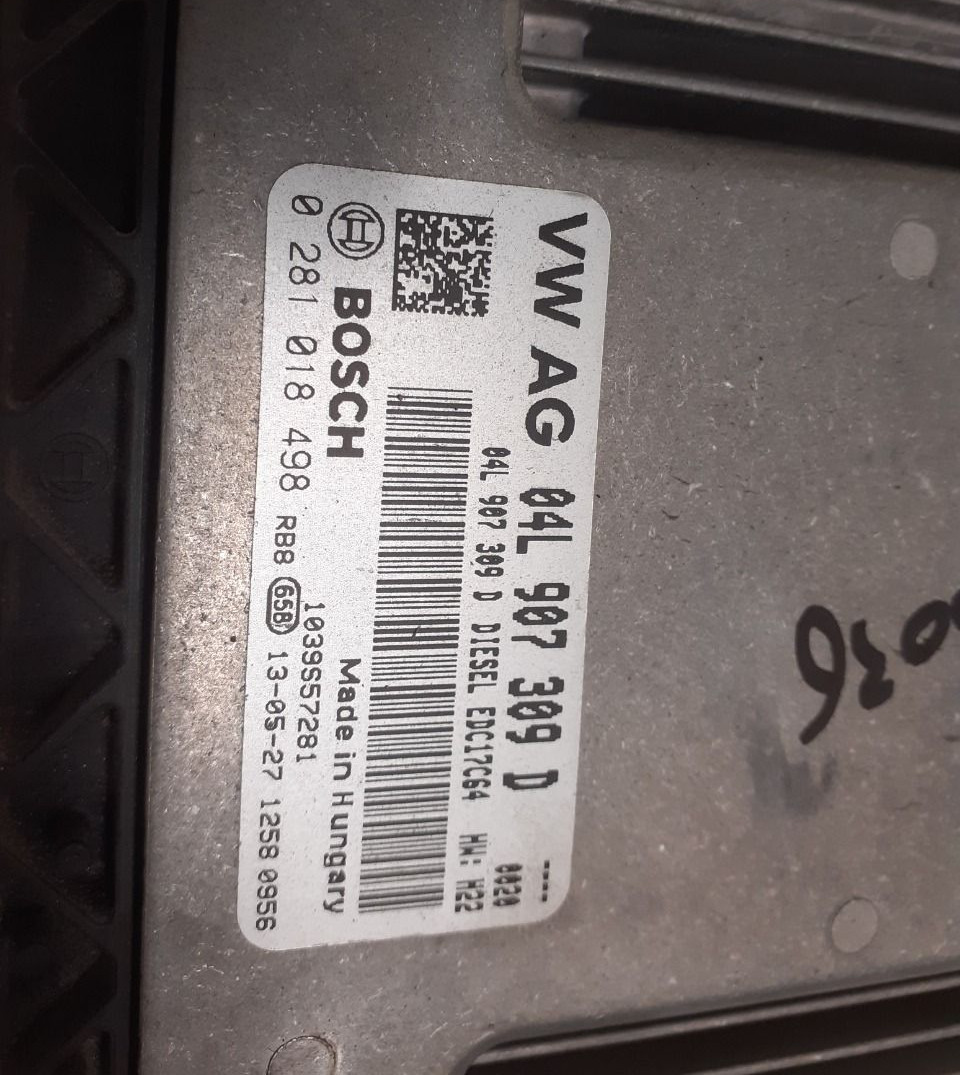 VW AG 04L 907 309 D ----
04L 907 309 D DIESEL EDC17C64 HW: H22
0020
BOSCH
Made in Hungary
1039S57281
0 281 018 498 RB8 65B 13-05-27 1258 0956
036